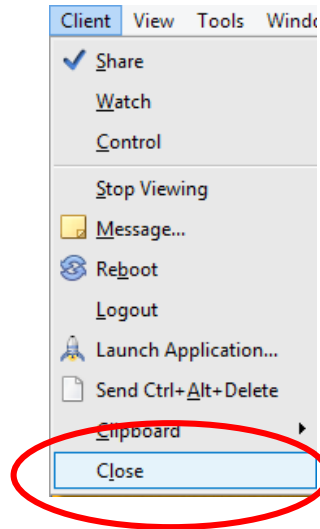 Client View Tools
Share
Watch
Control
Stop Viewing
Message...
Reboot
Logout
Launch Application...
Send Ctrl+Alt+Delete
Clipboard
Close